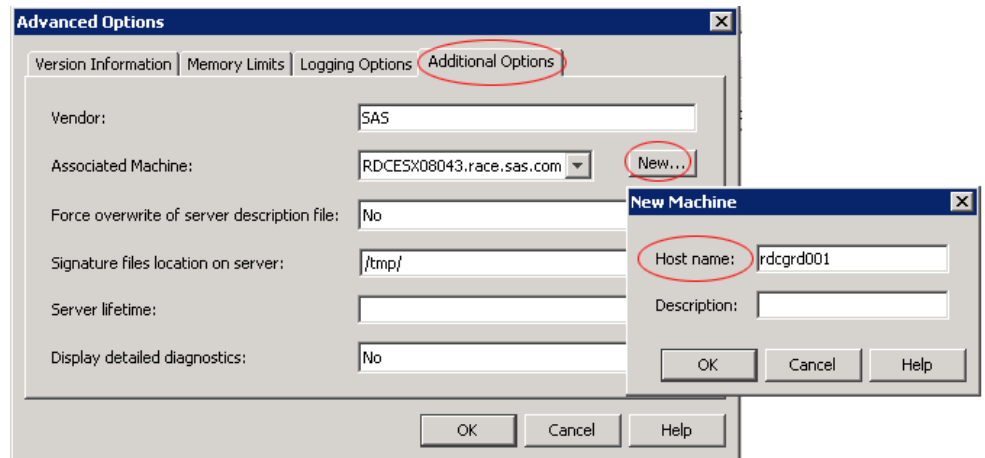 Advanced Options
Version Information Memory Limits Logging Options Additional Options
Vendor: SAS
Associated Machine: RDCESX08043.race.sas.com New...
Force overwrite of server description file: No
Signature files location on server: /tmp/
Server lifetime:
Display detailed diagnostics: No
OK Cancel Help
New Machine
Host name: rdcgrd001
Description:
OK Cancel Help